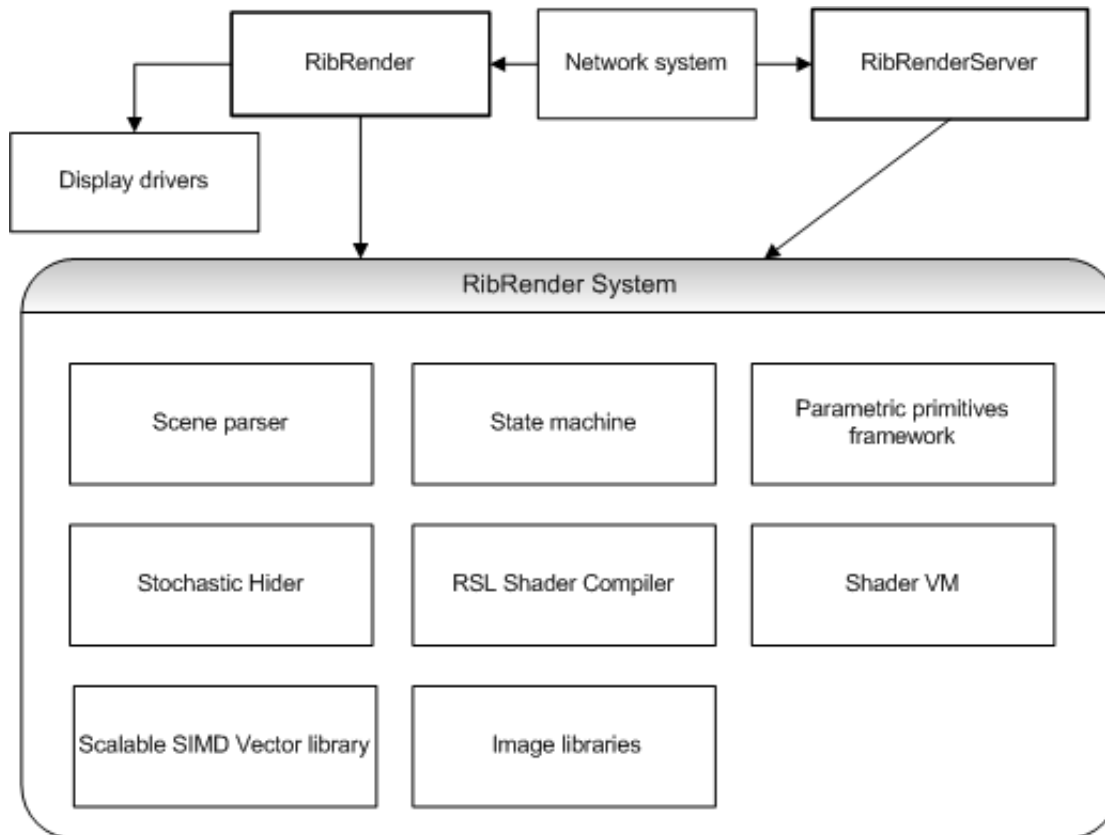 RibRender
Network system
RibRenderServer
Display drivers
RibRender System
Scene parser
State machine
Parametric primitives
framework
Stochastic Hider
RSL Shader Compiler
Shader VM
Scalable SIMD Vector library
Image libraries